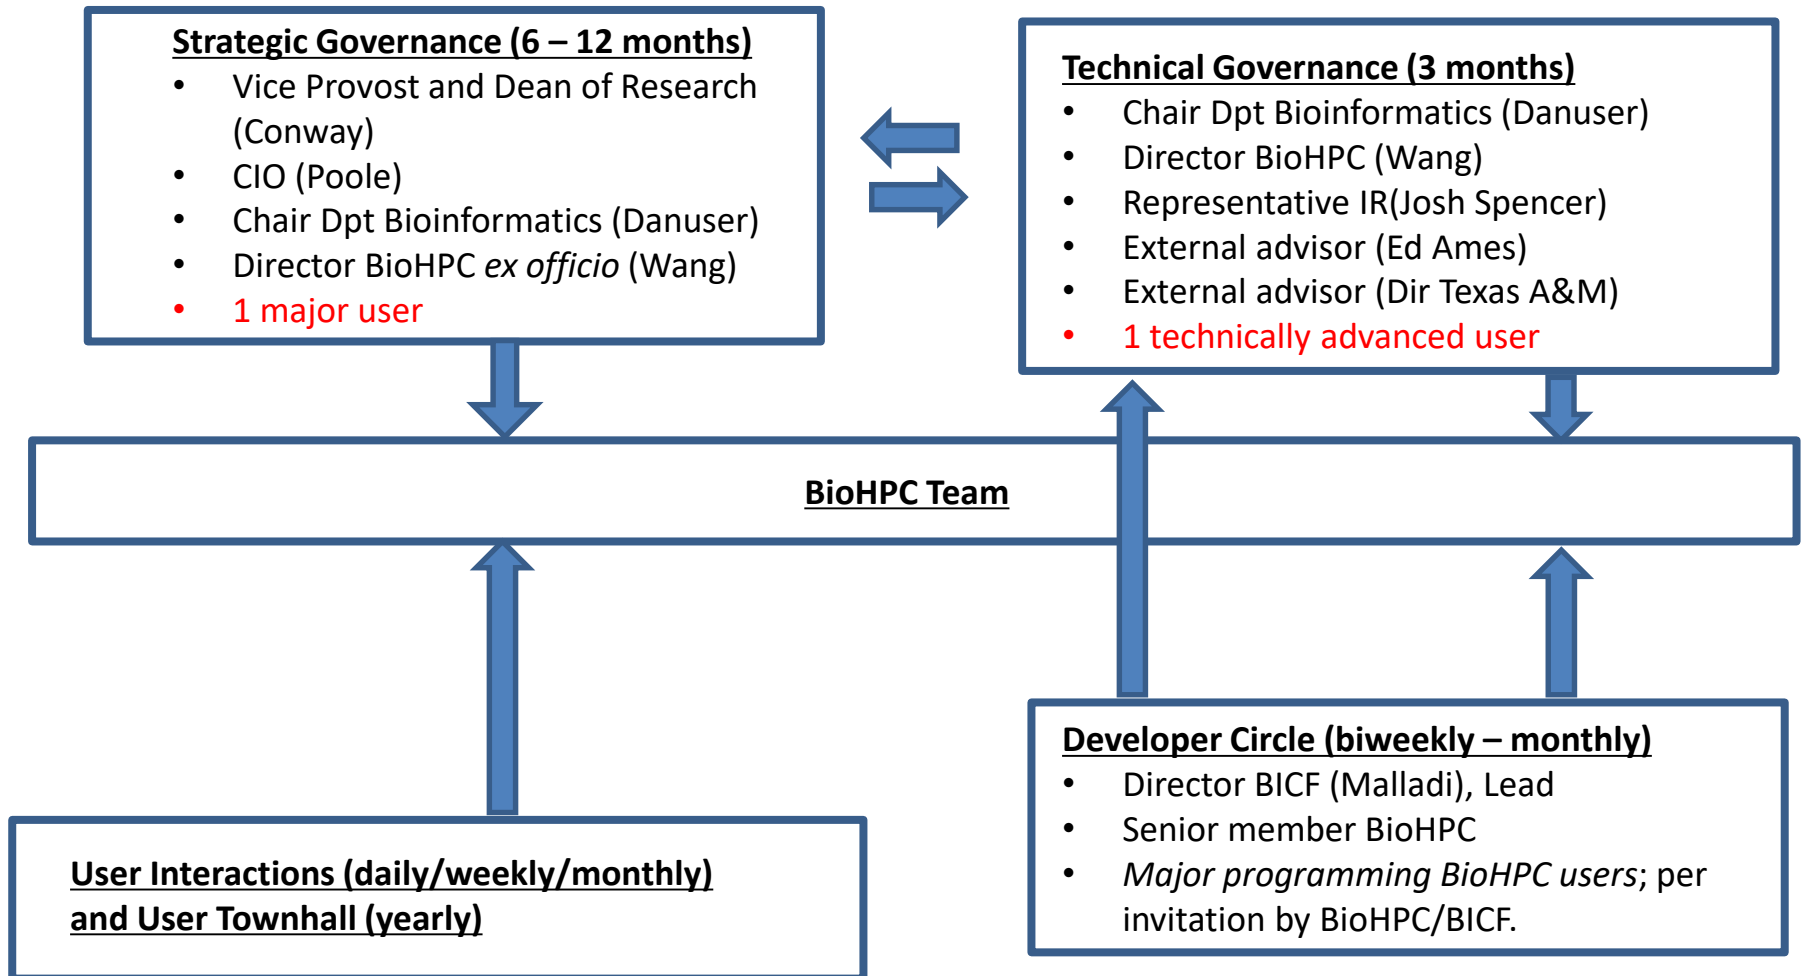 Strategic Governance (6 – 12 months)
• Vice Provost and Dean of Research
(Conway)
• CIO (Poole)
• Chair Dpt Bioinformatics (Danuser)
• Director BioHPC ex officio (Wang)
• 1 major user
Technical Governance (3 months)
• Chair Dpt Bioinformatics (Danuser)
• Director BioHPC (Wang)
• Representative IR(Josh Spencer)
• External advisor (Ed Ames)
• External advisor (Dir Texas A&M)
• 1 technically advanced user
BioHPC Team
User Interactions (daily/weekly/monthly)
and User Townhall (yearly)
Developer Circle (biweekly – monthly)
• Director BICF (Malladi), Lead
• Senior member BioHPC
• Major programming BioHPC users; per
invitation by BioHPC/BICF.